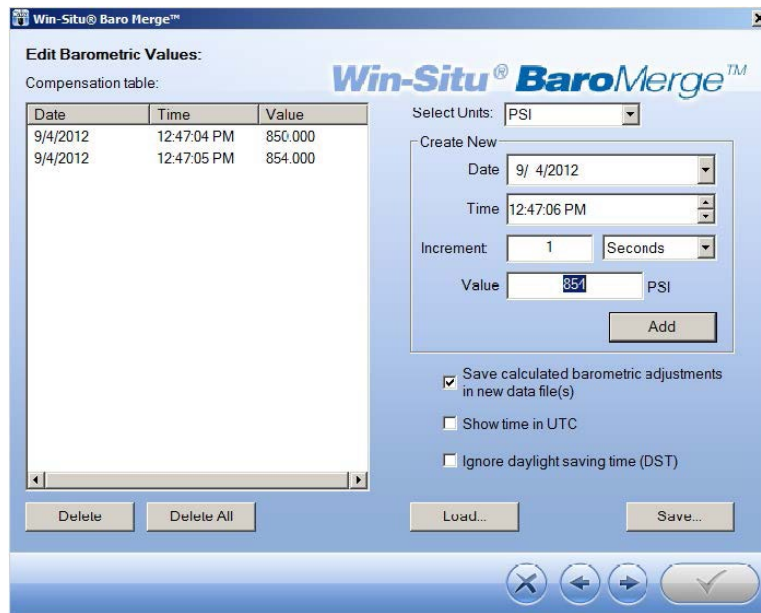 Win-Situ® Baro Merge™
Edit Barometric Values:
Win-Situ® BaroMerge™
Compensation table:
Date Time Value
9/4/2012 12:47:04 PM 850.000
9/4/2012 12:47:05 PM 854.000
Select Units: PSI
Create New
Date 9/ 4/2012
Time 12:47:06 PM
Increment: 1 Seconds
Value 854 PSI
Add
Save calculated barometric adjustments
in new data file(s)
Show time in UTC
Ignore daylight saving time (DST)
Delete Delete All Load... Save...